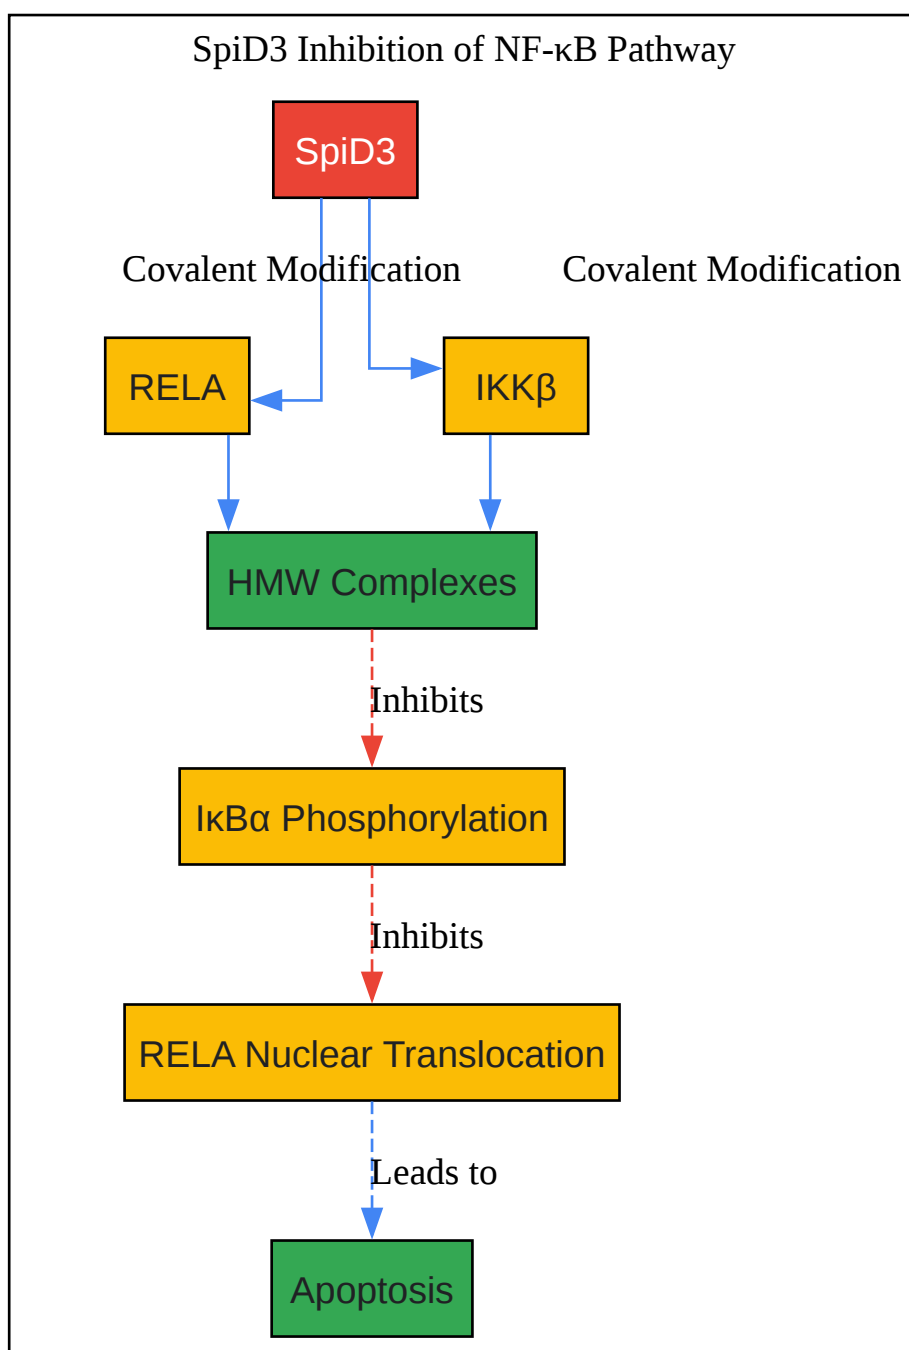 SpiD3 Inhibition of NF-κB Pathway
SpiD3
Covalent Modification
Covalent Modification
RELA
IKKβ
HMW Complexes
Inhibits
IκBα Phosphorylation
Inhibits
RELA Nuclear Translocation
Leads to
Apoptosis